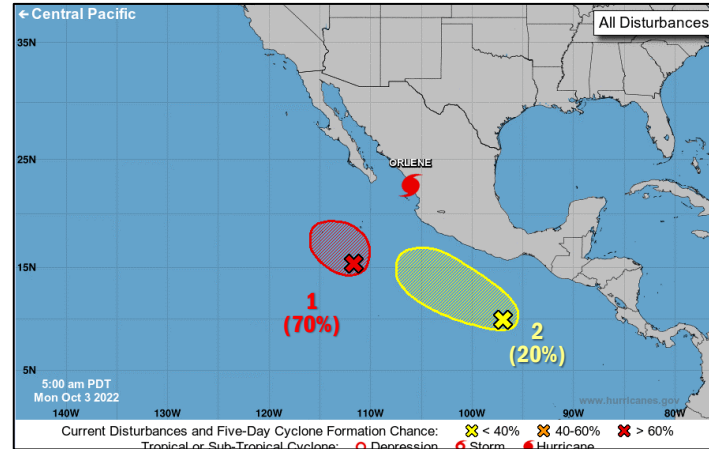 ←Central Pacific
All Disturbances
35N
25N
15N
5N
ORLENE
1
(70%)
2
(20%)
5:00 am PDT
Mon Oct 3 2022
www.hurricanes.gov
140W 130W 120W 110W 100W 90W 80W
Current Disturbances and Five-Day Cyclone Formation Chance: < 40% 40-60% > 60%
Tropical or Sub-Tropical Cyclone: Depression Storm Hurricane